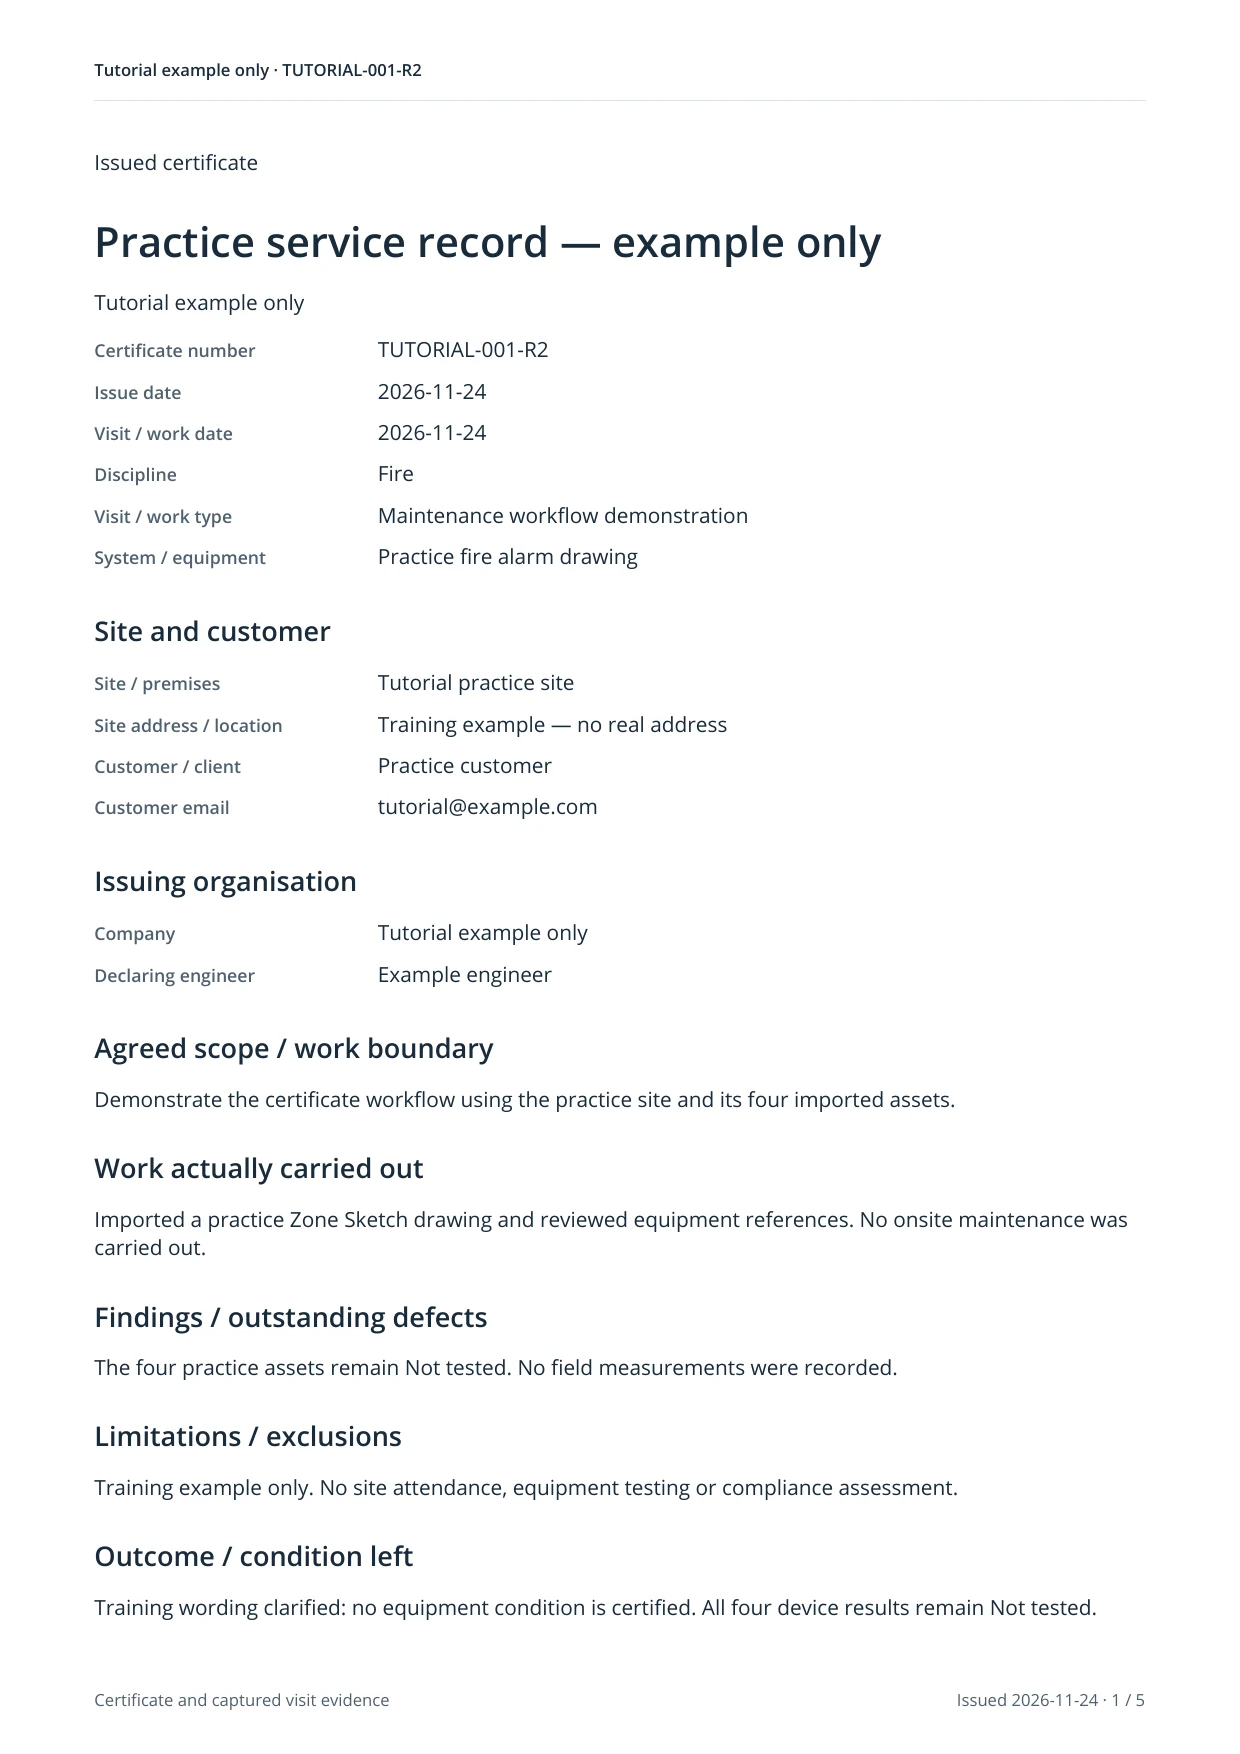 Tutorial example only · TUTORIAL-001-R2
Issued certificate
Practice service record — example only
Tutorial example only
Certificate number TUTORIAL-001-R2
Issue date 2026-11-24
Visit / work date 2026-11-24
Discipline Fire
Visit / work type Maintenance workflow demonstration
System / equipment Practice fire alarm drawing
Site and customer
Site / premises Tutorial practice site
Site address / location Training example — no real address
Customer / client Practice customer
Customer email tutorial@example.com
Issuing organisation
Company Tutorial example only
Declaring engineer Example engineer
Agreed scope / work boundary
Demonstrate the certificate workflow using the practice site and its four imported assets.
Work actually carried out
Imported a practice Zone Sketch drawing and reviewed equipment references. No onsite maintenance was
carried out.
Findings / outstanding defects
The four practice assets remain Not tested. No field measurements were recorded.
Limitations / exclusions
Training example only. No site attendance, equipment testing or compliance assessment.
Outcome / condition left
Training wording clarified: no equipment condition is certified. All four device results remain Not tested.
Certificate and captured visit evidence Issued 2026-11-24 · 1 / 5